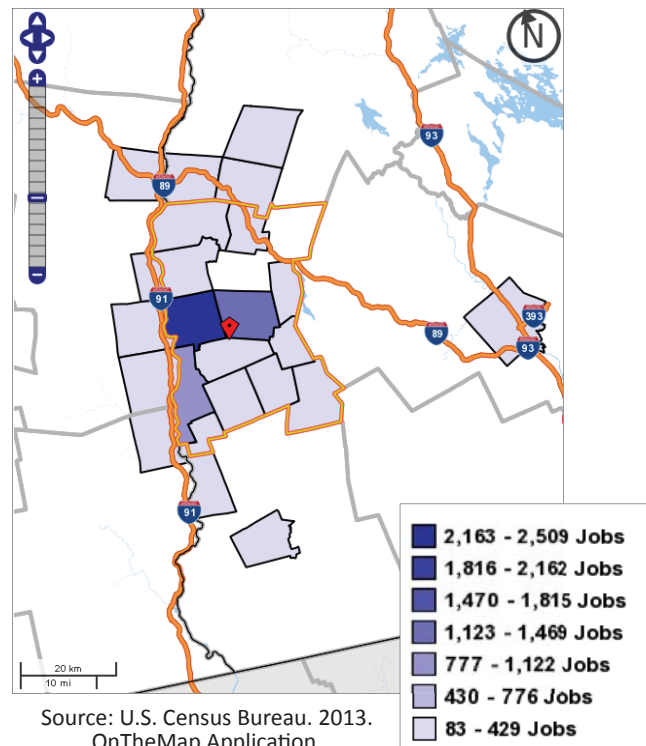 N
93
89
91
393
89
93
91
20 km
10 mi
2,163 - 2,509 Jobs
1,816 - 2,162 Jobs
1,470 - 1,815 Jobs
1,123 - 1,469 Jobs
777 - 1,122 Jobs
430 - 776 Jobs
83 - 429 Jobs
Source: U.S. Census Bureau. 2013.
OnTheMap Application